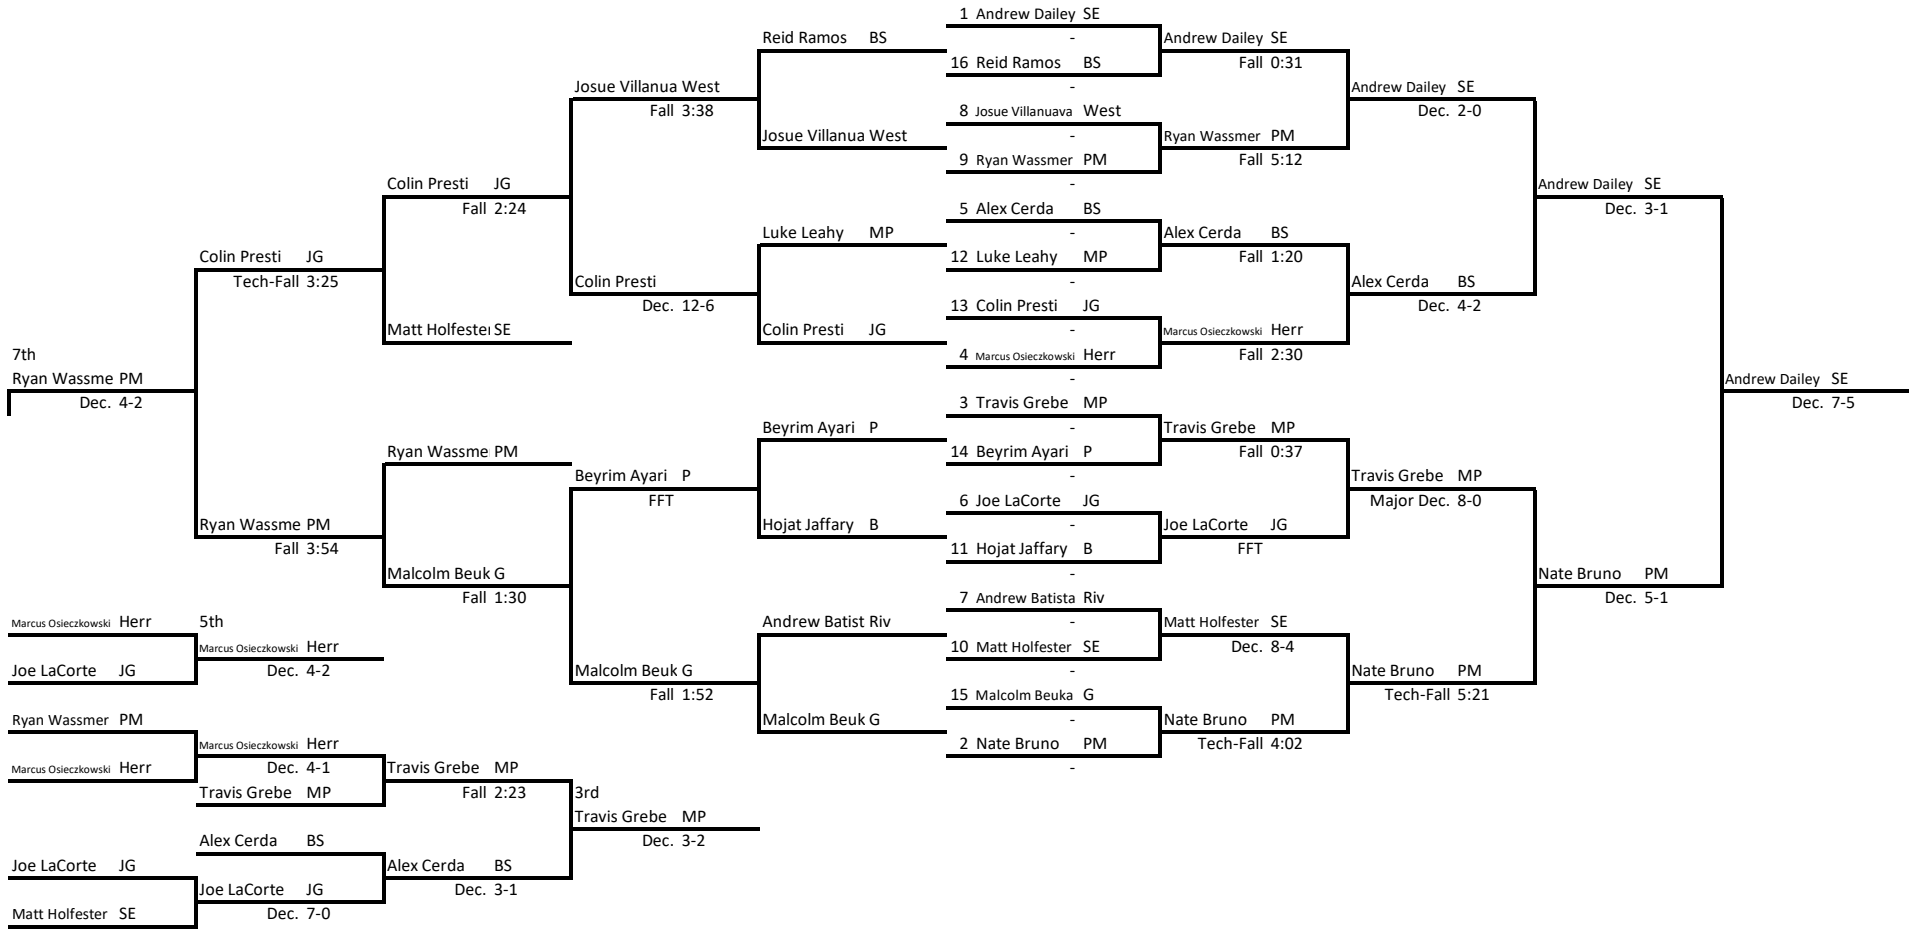 1 Andrew Dailey SE
Reid Ramos BS - Andrew Dailey SE
16 Reid Ramos BS Fall 0:31
Josue Villanua West - Andrew Dailey SE
Fall 3:38 8 Josue Villanuava West Dec. 2-0
Josue Villanua West - Ryan Wassmer PM
9 Ryan Wassmer PM Fall 5:12
Colin Presti JG - Andrew Dailey SE
Fall 2:24 5 Alex Cerda BS Dec. 3-1
Luke Leahy MP - Alex Cerda BS
Colin Presti JG 12 Luke Leahy MP Fall 1:20
Tech-Fall 3:25 Colin Presti - Alex Cerda BS
Dec. 12-6 13 Colin Presti JG Dec. 4-2
Matt Holfester SE Colin Presti JG - Marcus Osieczkowski Herr
7th 4 Marcus Osieczkowski Herr Fall 2:30
Ryan Wassme PM - Andrew Dailey SE
Dec. 4-2 3 Travis Grebe MP Dec. 7-5
Beyrim Ayari P - Travis Grebe MP
Ryan Wassme PM 14 Beyrim Ayari P Fall 0:37
Beyrim Ayari P - Travis Grebe MP
FFT 6 Joe LaCorte JG Major Dec. 8-0
Ryan Wassme PM Hojat Jaffary B - Joe LaCorte JG
Fall 3:54 11 Hojat Jaffary B FFT
Malcolm Beuk G - Nate Bruno PM
Fall 1:30 7 Andrew Batista Riv Dec. 5-1
Marcus Osieczkowski Herr 5th Andrew Batist Riv - Matt Holfester SE
Marcus Osieczkowski Herr 10 Matt Holfester SE Dec. 8-4
Joe LaCorte JG Dec. 4-2 Malcolm Beuk G - Nate Bruno PM
Fall 1:52 15 Malcolm Beuka G Tech-Fall 5:21
Ryan Wassmer PM Malcolm Beuk G - Nate Bruno PM
Marcus Osieczkowski Herr 2 Nate Bruno PM Tech-Fall 4:02
Marcus Osieczkowski Herr Dec. 4-1 Travis Grebe MP -
Travis Grebe MP Fall 2:23 3rd
Travis Grebe MP
Alex Cerda BS Dec. 3-2
Joe LaCorte JG Alex Cerda BS
Joe LaCorte JG Dec. 3-1
Matt Holfester SE Dec. 7-0